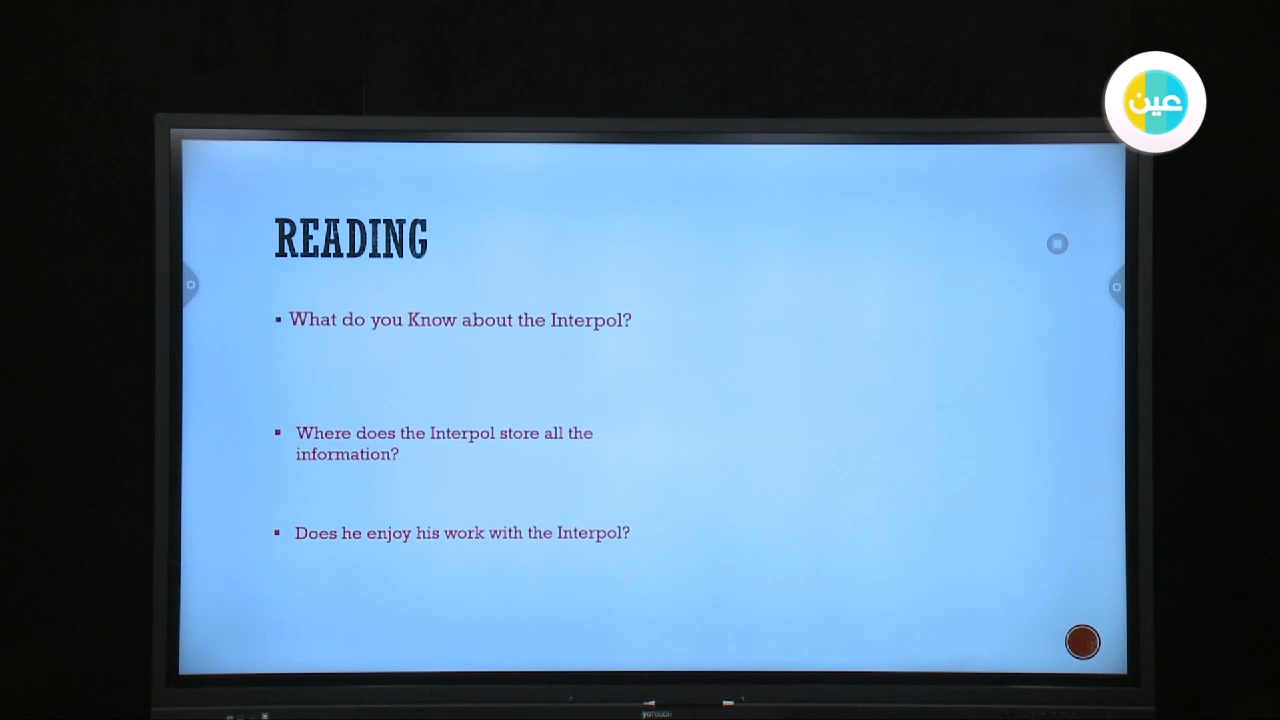 عين
READING
▪ What do you Know about the Interpol?
▪ Where does the Interpol store all the
information?
▪ Does he enjoy his work with the Interpol?